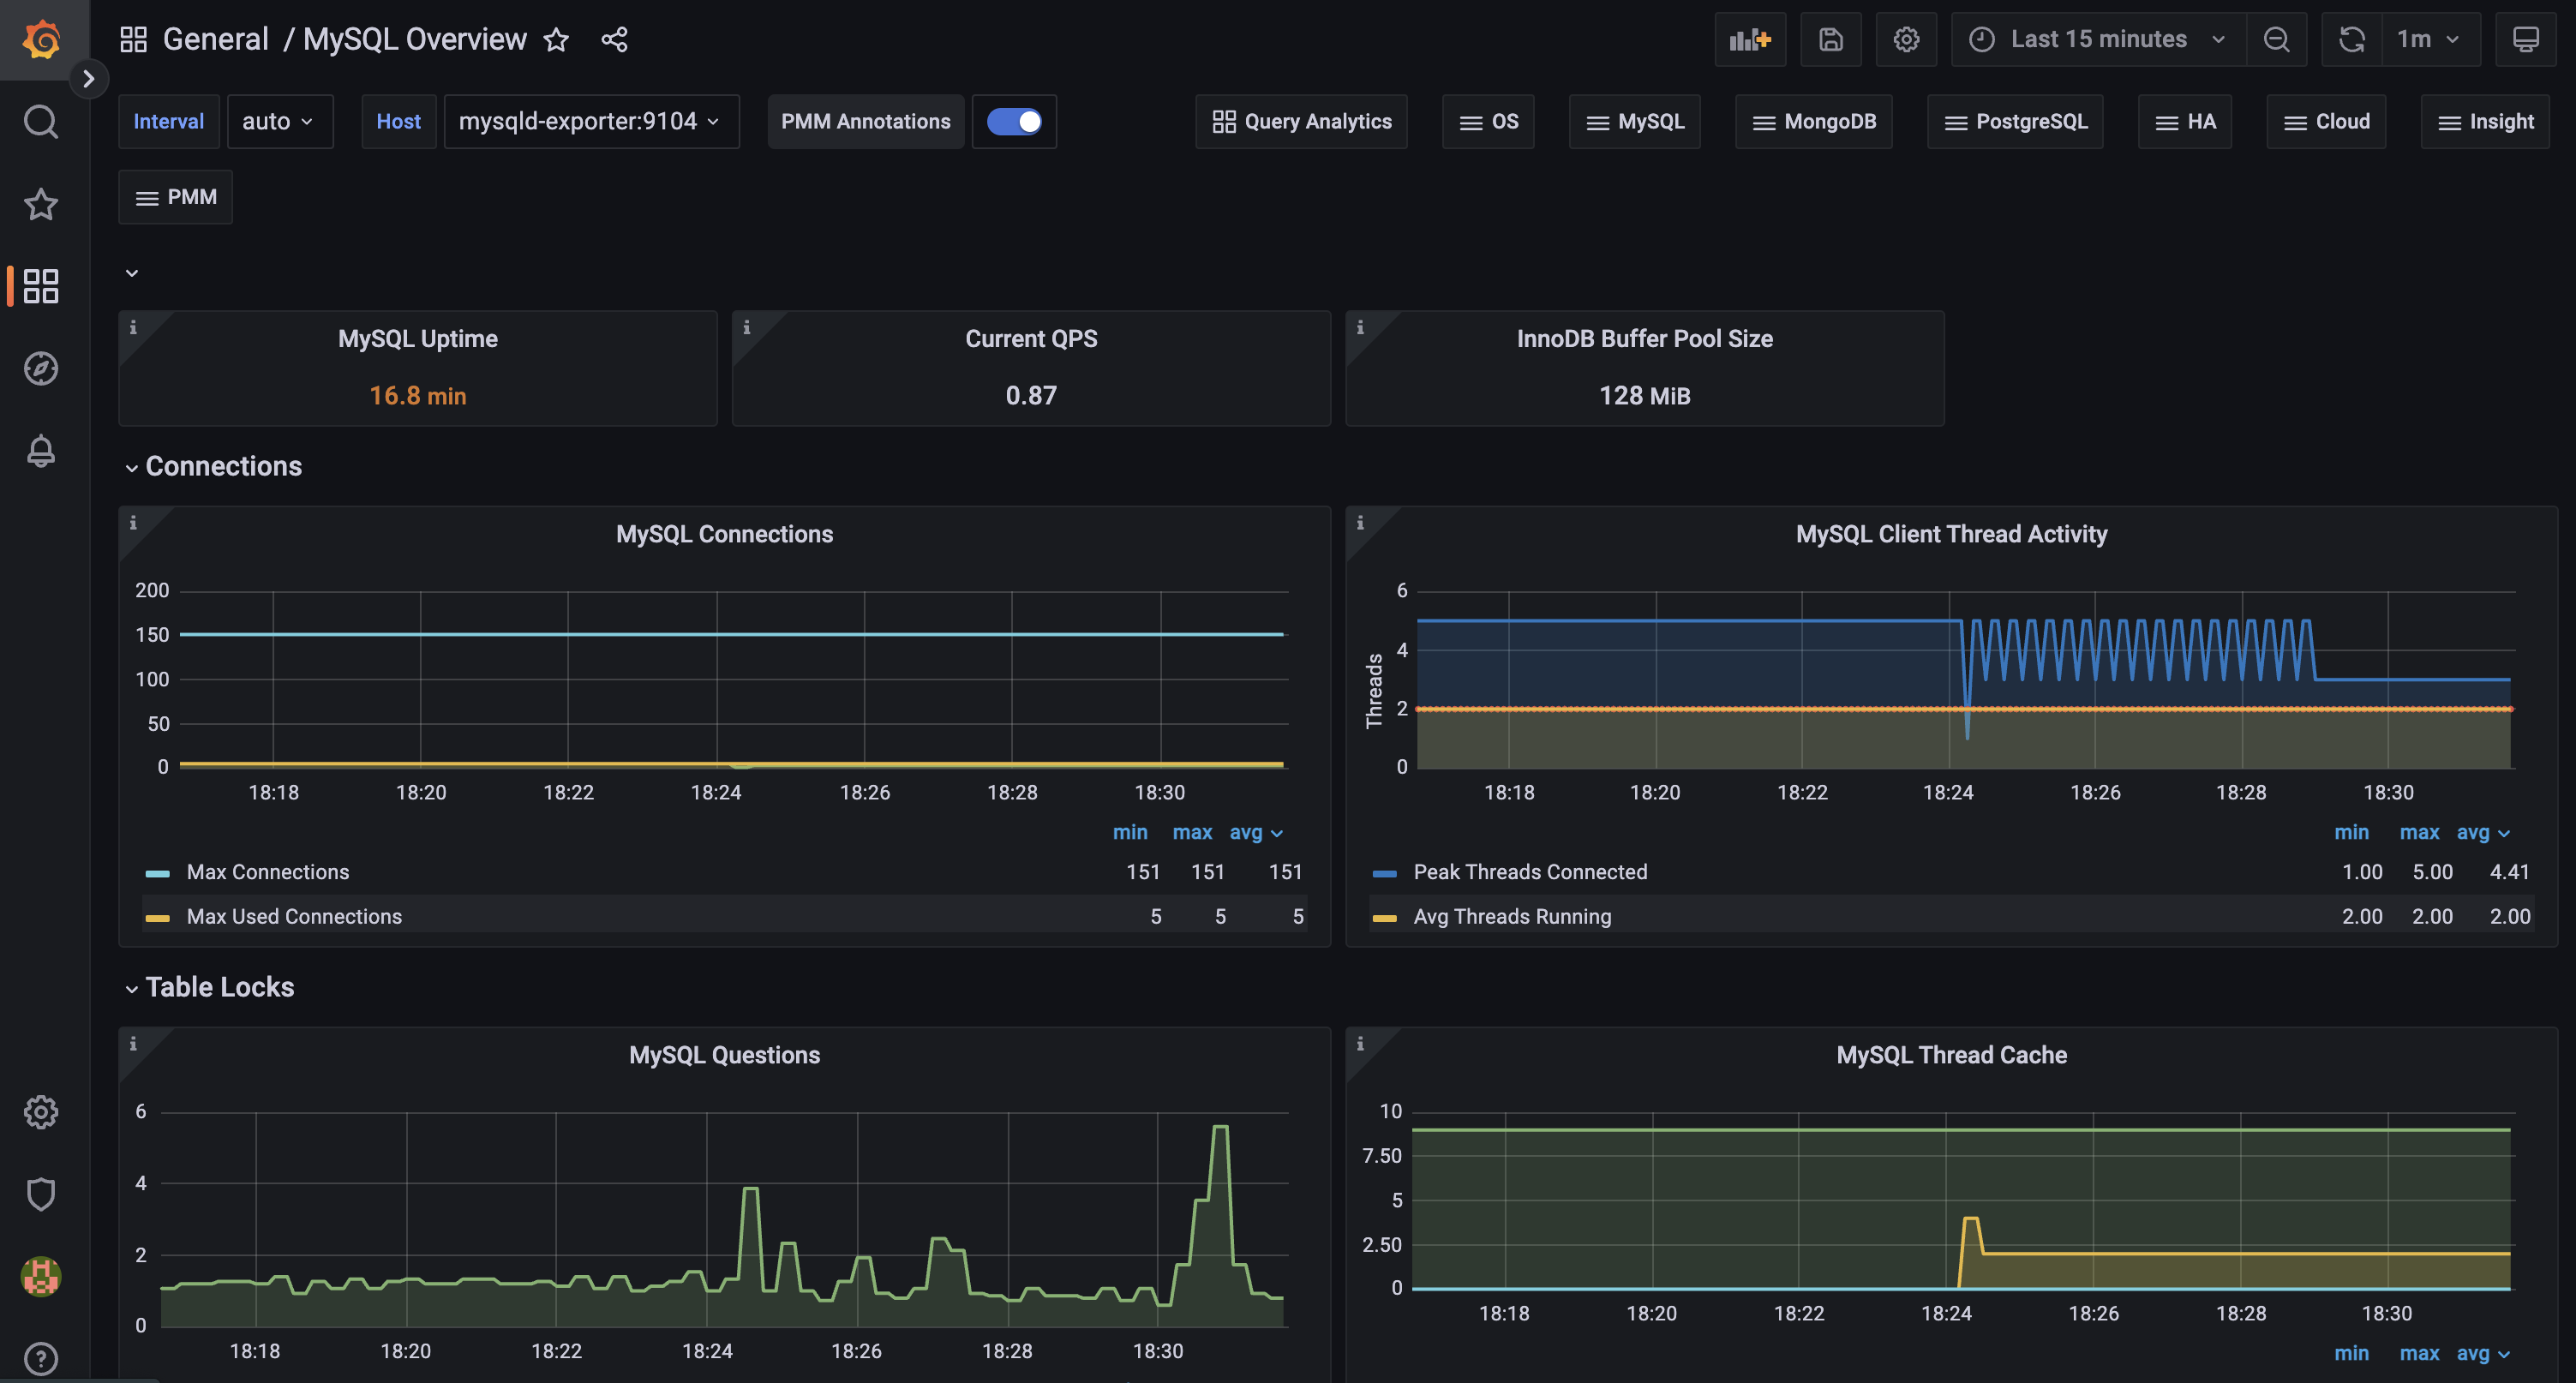 General / MySQL Overview
Last 15 minutes
1m
Interval auto Host mysqld-exporter:9104 PMM Annotations
Query Analytics OS MySQL MongoDB PostgreSQL HA Cloud Insight
PMM
MySQL Uptime
16.8 min
Current QPS
0.87
InnoDB Buffer Pool Size
128 MiB
Connections
MySQL Connections
200
150
100
50
0
18:18 18:20 18:22 18:24 18:26 18:28 18:30
min max avg
Max Connections 151 151 151
Max Used Connections 5 5 5
MySQL Client Thread Activity
Threads
6
4
2
0
18:18 18:20 18:22 18:24 18:26 18:28 18:30
min max avg
Peak Threads Connected 1.00 5.00 4.41
Avg Threads Running 2.00 2.00 2.00
Table Locks
MySQL Questions
6
4
2
0
18:18 18:20 18:22 18:24 18:26 18:28 18:30
MySQL Thread Cache
10
7.50
5
2.50
0
18:18 18:20 18:22 18:24 18:26 18:28 18:30
min max avg